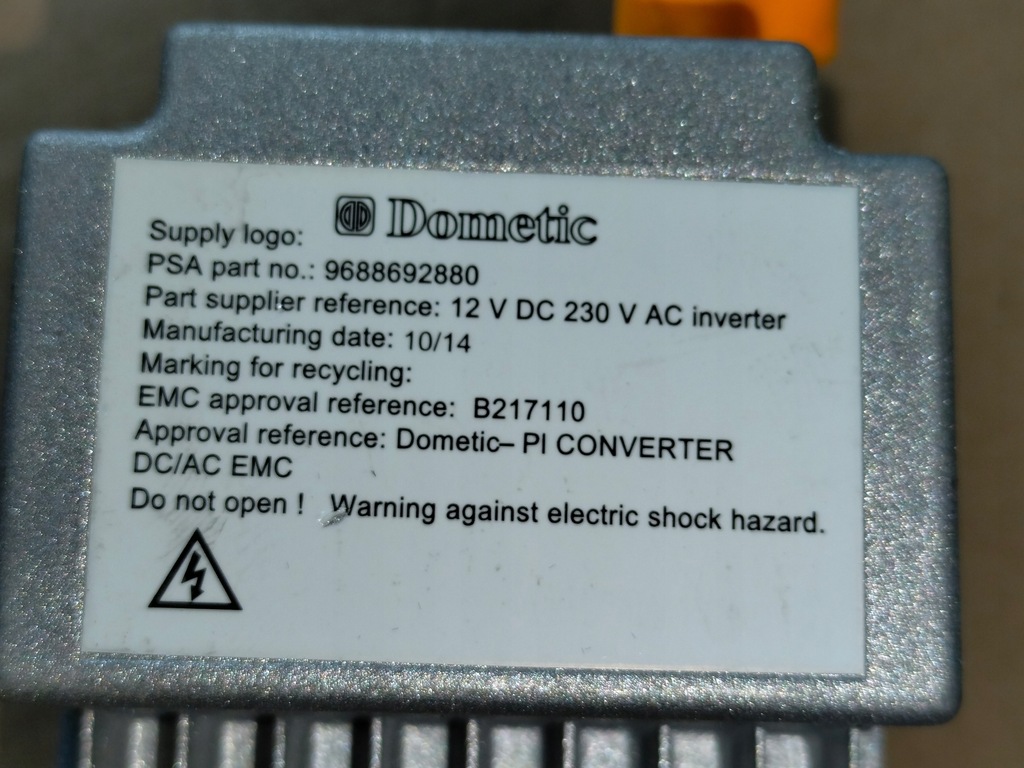 Supply logo: Dometic
PSA part no.: 9688692880
Part supplier reference: 12 V DC 230 V AC inverter
Manufacturing date: 10/14
Marking for recycling:
EMC approval reference: B217110
Approval reference: Dometic– PI CONVERTER
DC/AC EMC
Do not open ! Warning against electric shock hazard.